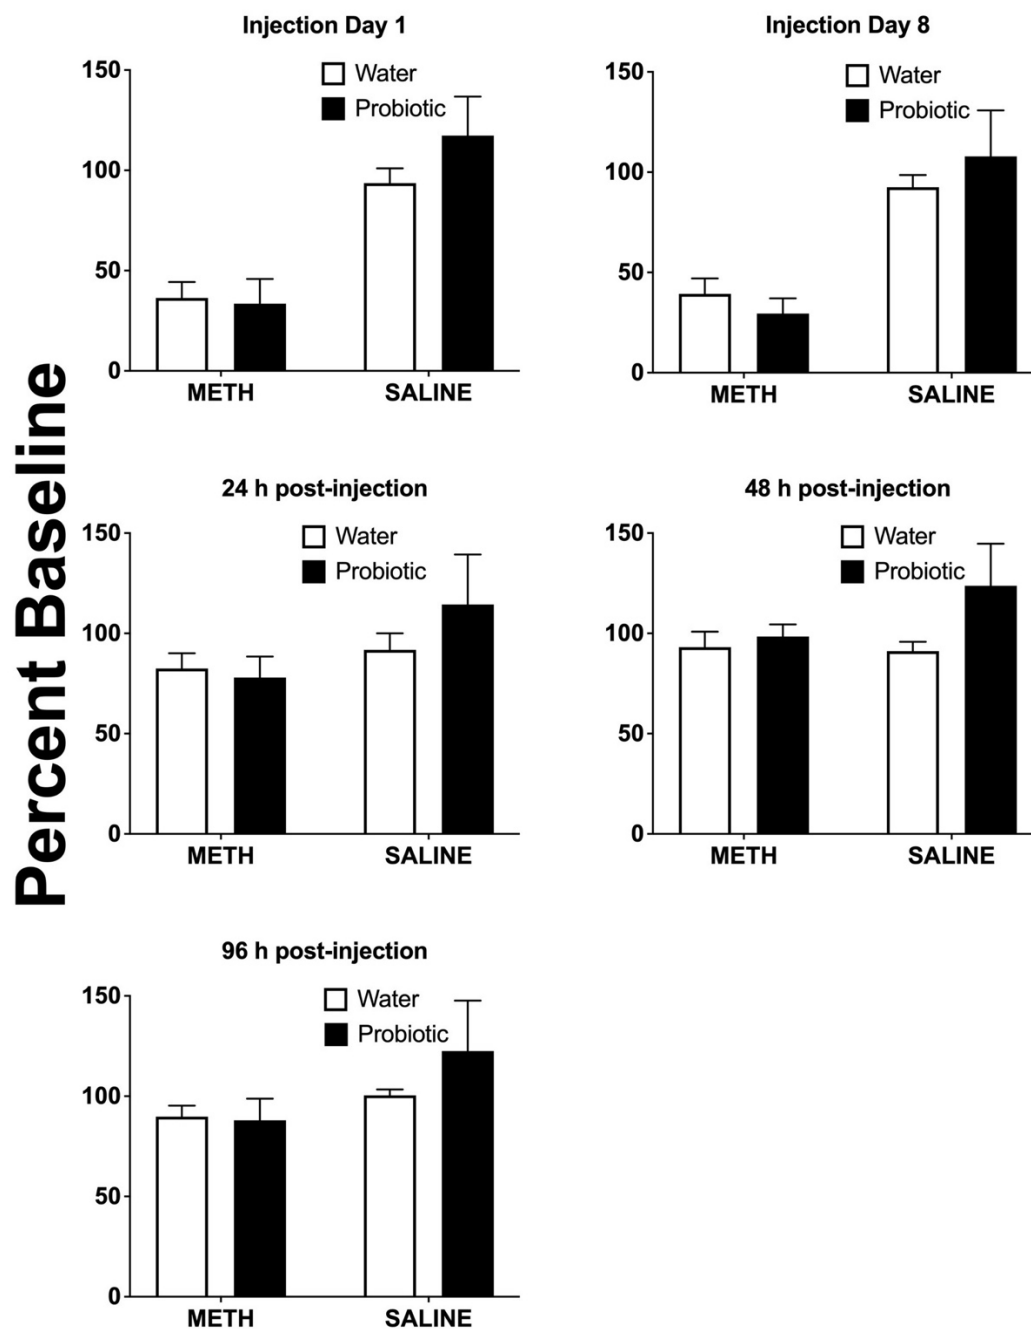 Percent Baseline
Injection Day 1
150
100
50
0
Water
Probiotic
METH SALINE
Injection Day 8
150
100
50
0
Water
Probiotic
METH SALINE
24 h post-injection
150
100
50
0
Water
Probiotic
METH SALINE
48 h post-injection
150
100
50
0
Water
Probiotic
METH SALINE
96 h post-injection
150
100
50
0
Water
Probiotic
METH SALINE